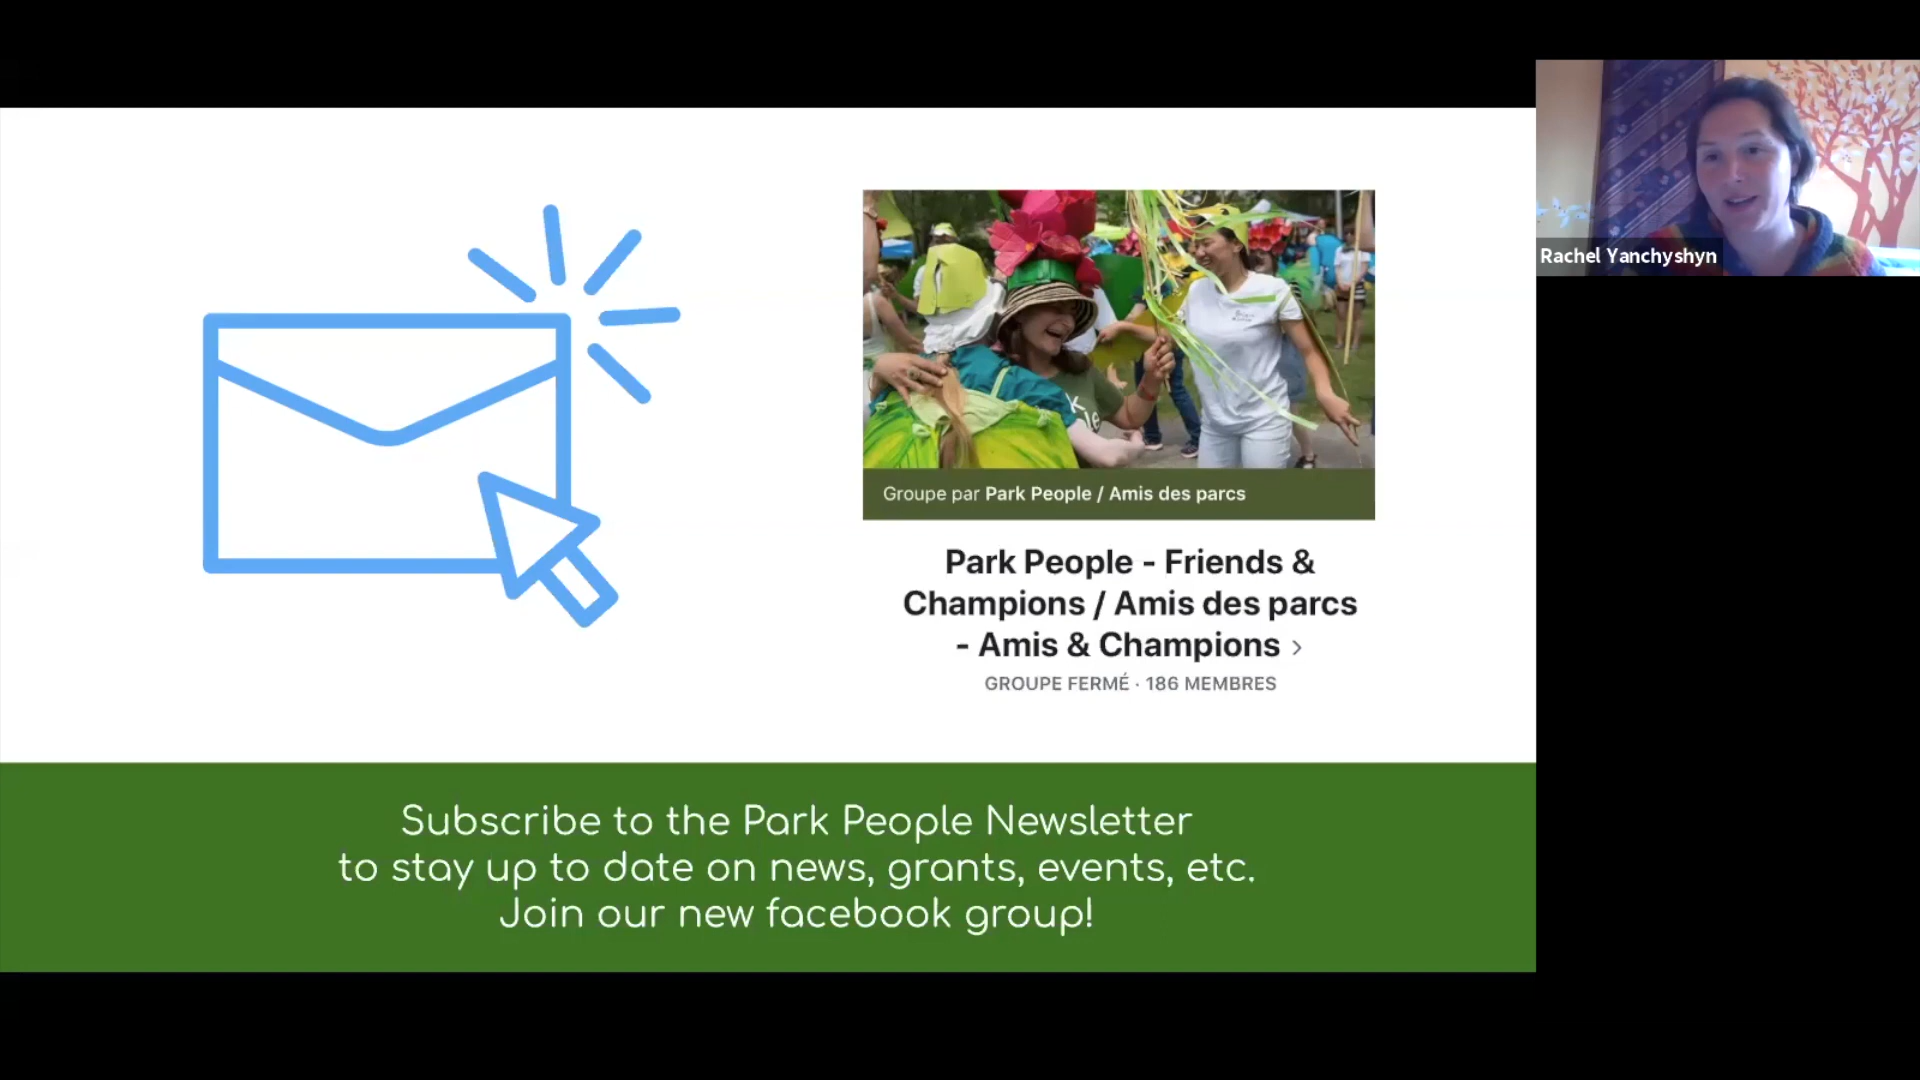 Rachel Yanchyshyn
Groupe par Park People / Amis des parcs
Park People - Friends &
Champions / Amis des parcs
- Amis & Champions >
GROUPE FERMÉ · 186 MEMBRES
Subscribe to the Park People Newsletter
to stay up to date on news, grants, events, etc.
Join our new facebook group!